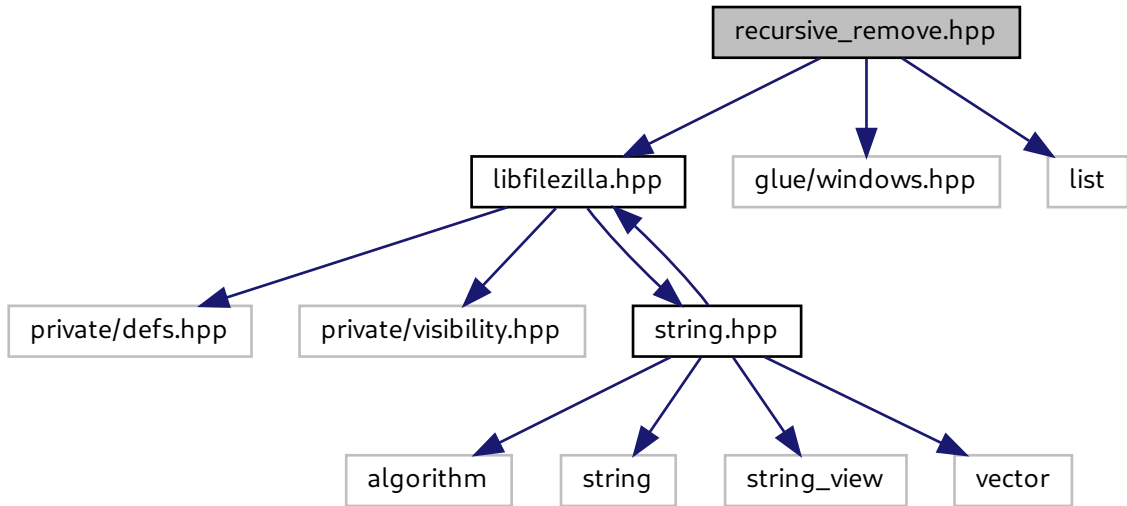 recursive_remove.hpp
libfilezilla.hpp
glue/windows.hpp
list
private/defs.hpp
private/visibility.hpp
string.hpp
algorithm
string
string_view
vector